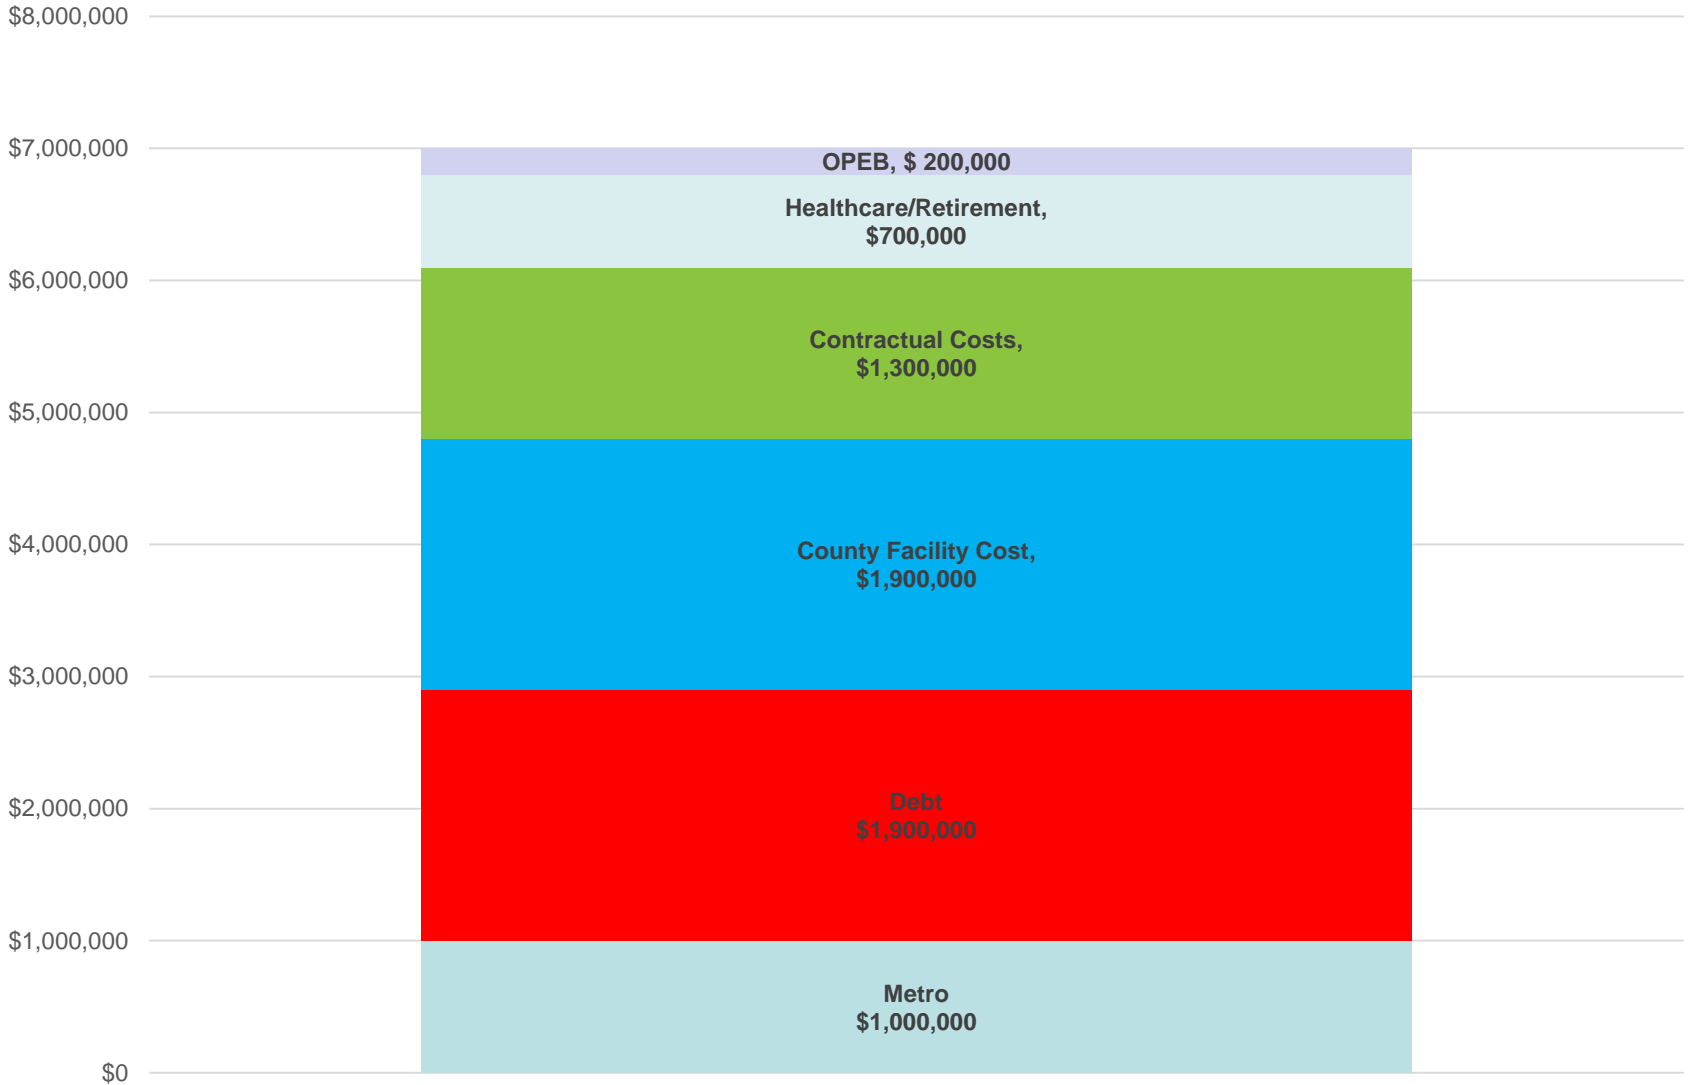 $8,000,000
$7,000,000
OPEB, $ 200,000
Healthcare/Retirement,
$700,000
$6,000,000
Contractual Costs,
$1,300,000
$5,000,000
$4,000,000
County Facility Cost,
$1,900,000
$3,000,000
Debt
$1,900,000
$2,000,000
$1,000,000
Metro
$1,000,000
$0